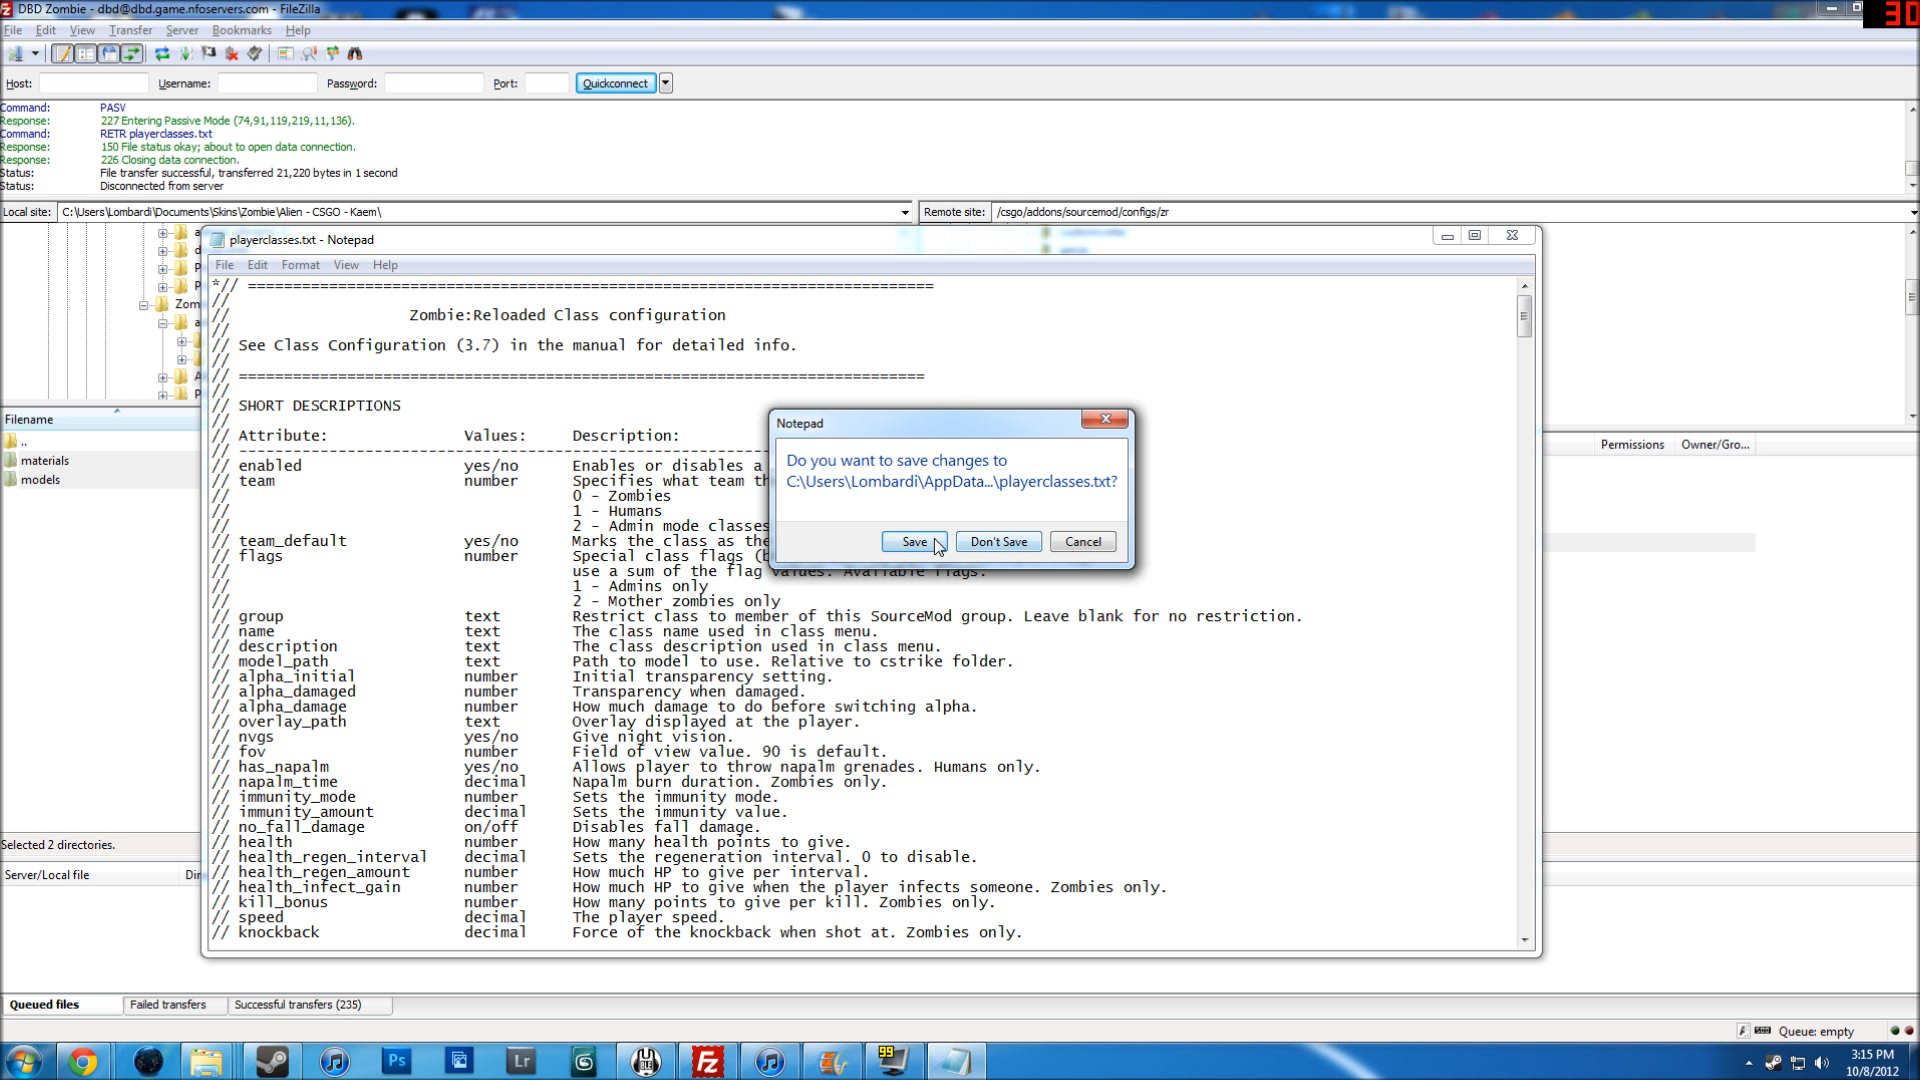 DBD Zombie - dbd@dbd.game.nfoservers.com - FileZilla
30
File Edit View Transfer Server Bookmarks Help
Host: Username: Password: Port: Quickconnect
Command: PASV
Response: 227 Entering Passive Mode (74,91,119,219,11,136).
Command: RETR playerclasses.txt
Response: 150 File status okay; about to open data connection.
Response: 226 Closing data connection.
Status: File transfer successful, transferred 21,220 bytes in 1 second
Status: Disconnected from server
Local site: C:\Users\Lombardi\Documents\Skins\Zombie\Alien - CSGO - Kaem\
Remote site: /csgo/addons/sourcemod/configs/zr
Zom
Filename
..
materials
models
Selected 2 directories.
Server/Local file Dir
Permissions Owner/Gro...
playerclasses.txt - Notepad
File Edit Format View Help
*// ============================================================================
//
// Zombie:Reloaded Class configuration
//
// See Class Configuration (3.7) in the manual for detailed info.
//
// ============================================================================
//
// SHORT DESCRIPTIONS
//
// Attribute: Values: Description:
// ----------------------------------------------------------------------------
// enabled yes/no Enables or disables a
// team number Specifies what team th
// 0 - Zombies
// 1 - Humans
// 2 - Admin mode classes
// team_default yes/no Marks the class as the
// flags number Special class flags (b
// use a sum of the flag values. Available flags:
// 1 - Admins only
// 2 - Mother zombies only
// group text Restrict class to member of this SourceMod group. Leave blank for no restriction.
// name text The class name used in class menu.
// description text The class description used in class menu.
// model_path text Path to model to use. Relative to cstrike folder.
// alpha_initial number Initial transparency setting.
// alpha_damaged number Transparency when damaged.
// alpha_damage number How much damage to do before switching alpha.
// overlay_path text Overlay displayed at the player.
// nvgs yes/no Give night vision.
// fov number Field of view value. 90 is default.
// has_napalm yes/no Allows player to throw napalm grenades. Humans only.
// napalm_time decimal Napalm burn duration. Zombies only.
// immunity_mode number Sets the immunity mode.
// immunity_amount decimal Sets the immunity value.
// no_fall_damage on/off Disables fall damage.
// health number How many health points to give.
// health_regen_interval decimal Sets the regeneration interval. 0 to disable.
// health_regen_amount number How much HP to give per interval.
// health_infect_gain number How much HP to give when the player infects someone. Zombies only.
// kill_bonus number How many points to give per kill. Zombies only.
// speed decimal The player speed.
// knockback decimal Force of the knockback when shot at. Zombies only.
Notepad
Do you want to save changes to
C:\Users\Lombardi\AppData...\playerclasses.txt?
Save Don't Save Cancel
Queued files Failed transfers Successful transfers (235)
Queue: empty
Ps Lr Fz 99
3:15 PM
10/8/2012